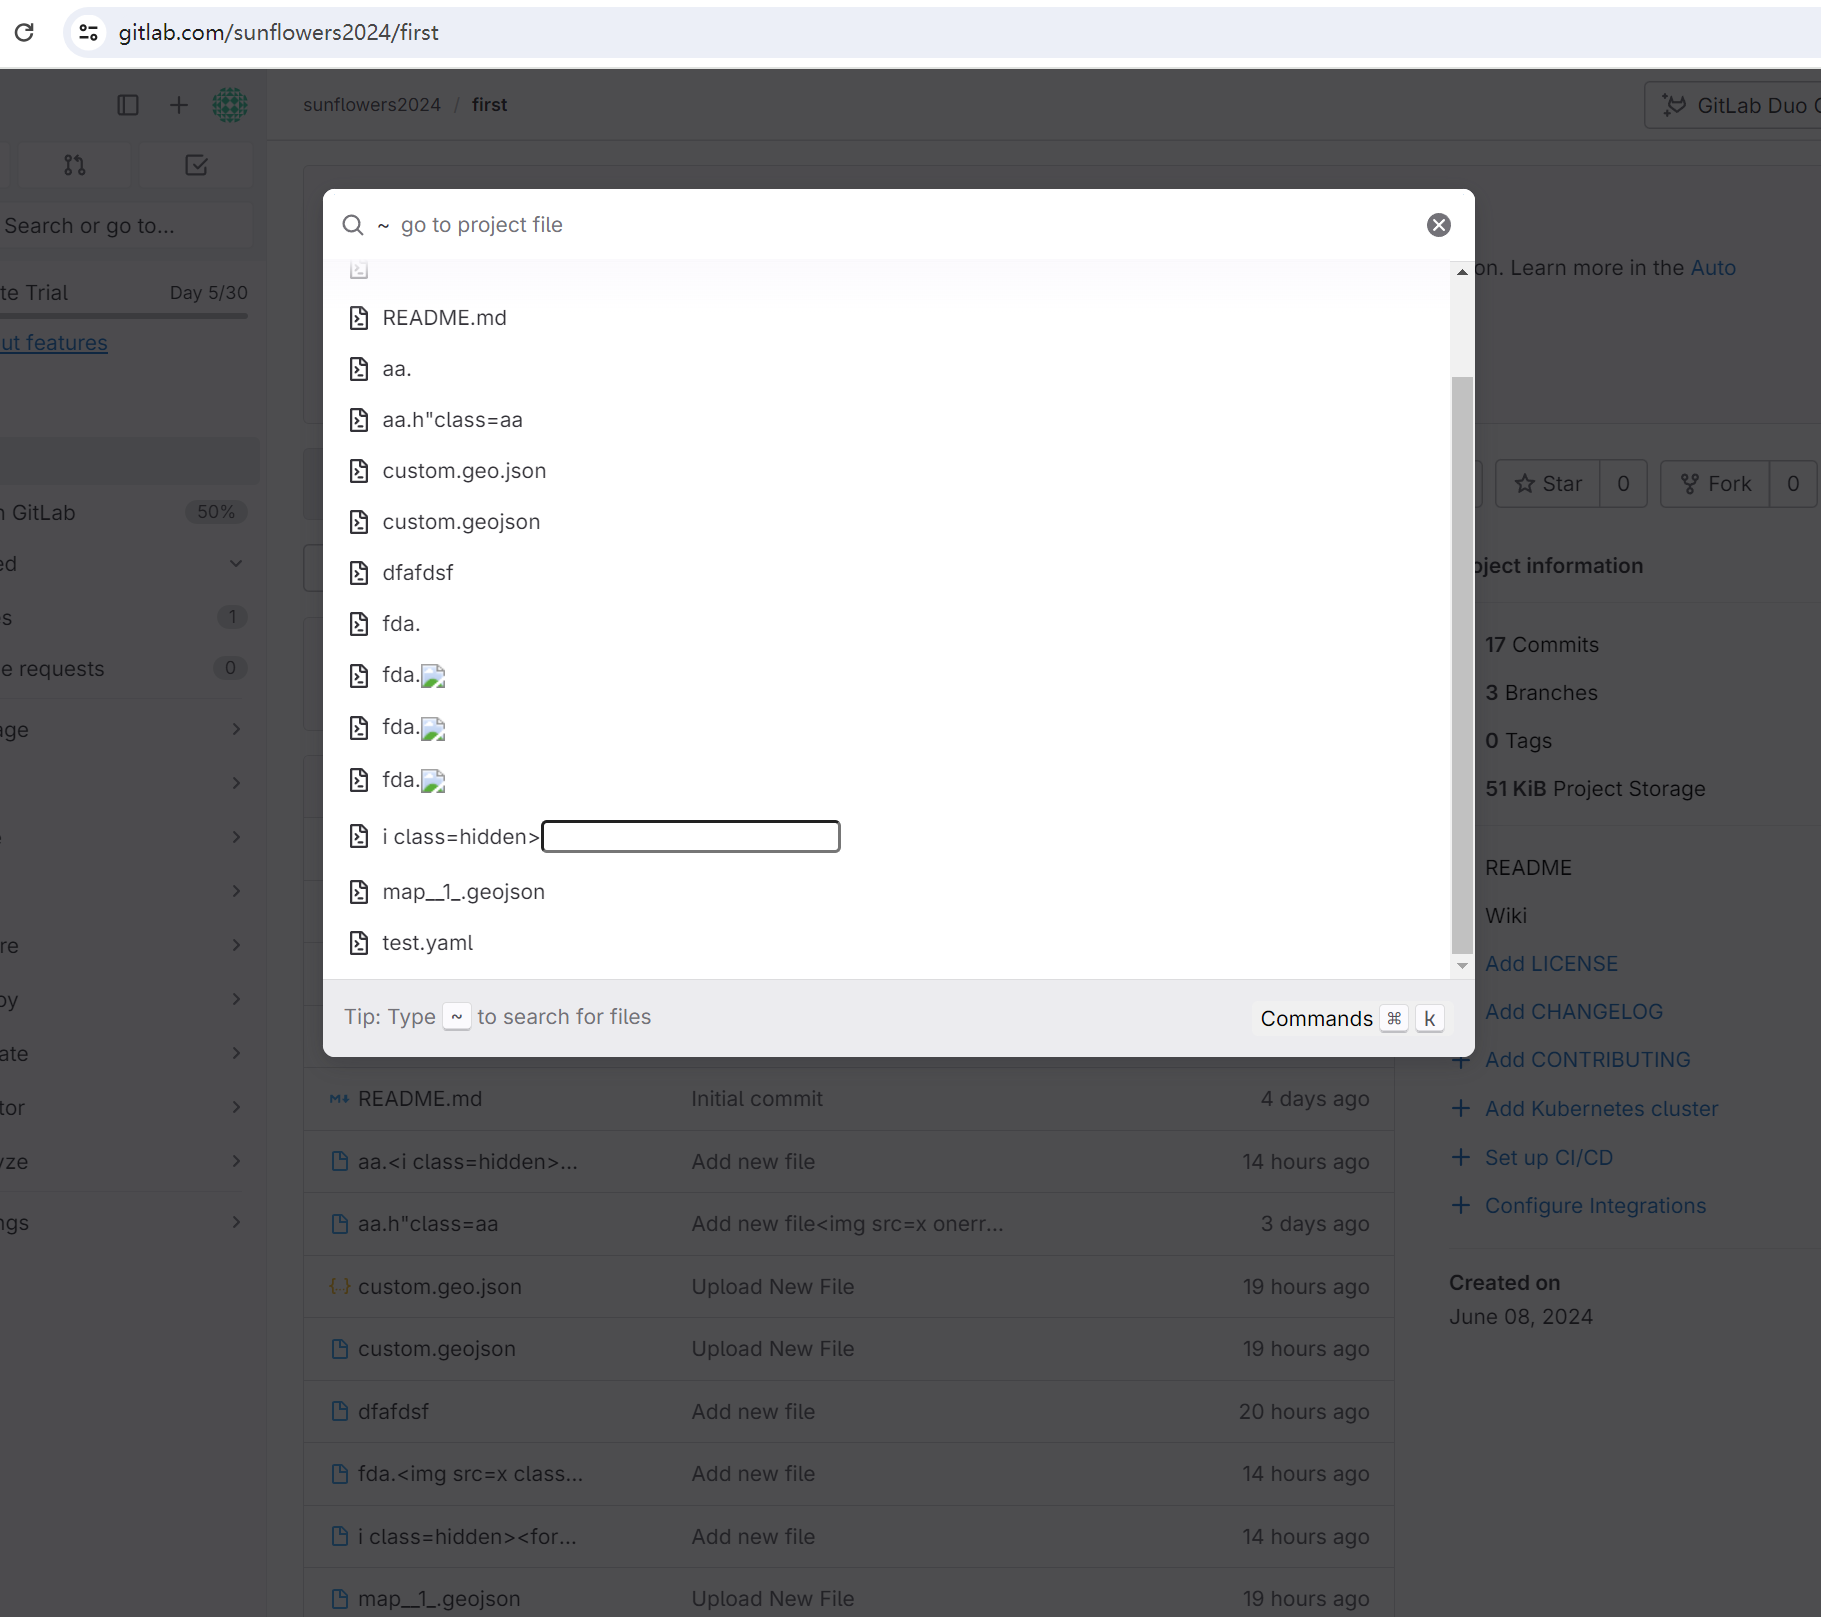 gitlab.com/sunflowers2024/first
sunflowers2024 / first
GitLab Duo
Search or go to...
~ go to project file
on. Learn more in the Auto
te Trial
Day 5/30
ut features
README.md
aa.
aa.h"class=aa
custom.geo.json
custom.geojson
dfafdsf
fda.
fda.
fda.
fda.
i class=hidden>
map__1_.geojson
test.yaml
Tip: Type ~ to search for files
Commands ⌘ k
Star 0
Fork 0
GitLab
50%
ed
s
1
e requests
0
age
re
oy
ate
tor
yze
ngs
oject information
17 Commits
3 Branches
0 Tags
51 KiB Project Storage
README
Wiki
Add LICENSE
Add CHANGELOG
Add CONTRIBUTING
Add Kubernetes cluster
Set up CI/CD
Configure Integrations
Created on
June 08, 2024
README.md Initial commit 4 days ago
aa.<i class=hidden>... Add new file 14 hours ago
aa.h"class=aa Add new file<img src=x onerr... 3 days ago
custom.geo.json Upload New File 19 hours ago
custom.geojson Upload New File 19 hours ago
dfafdsf Add new file 20 hours ago
fda.<img src=x class... Add new file 14 hours ago
i class=hidden><for... Add new file 14 hours ago
map__1_.geojson Upload New File 19 hours ago